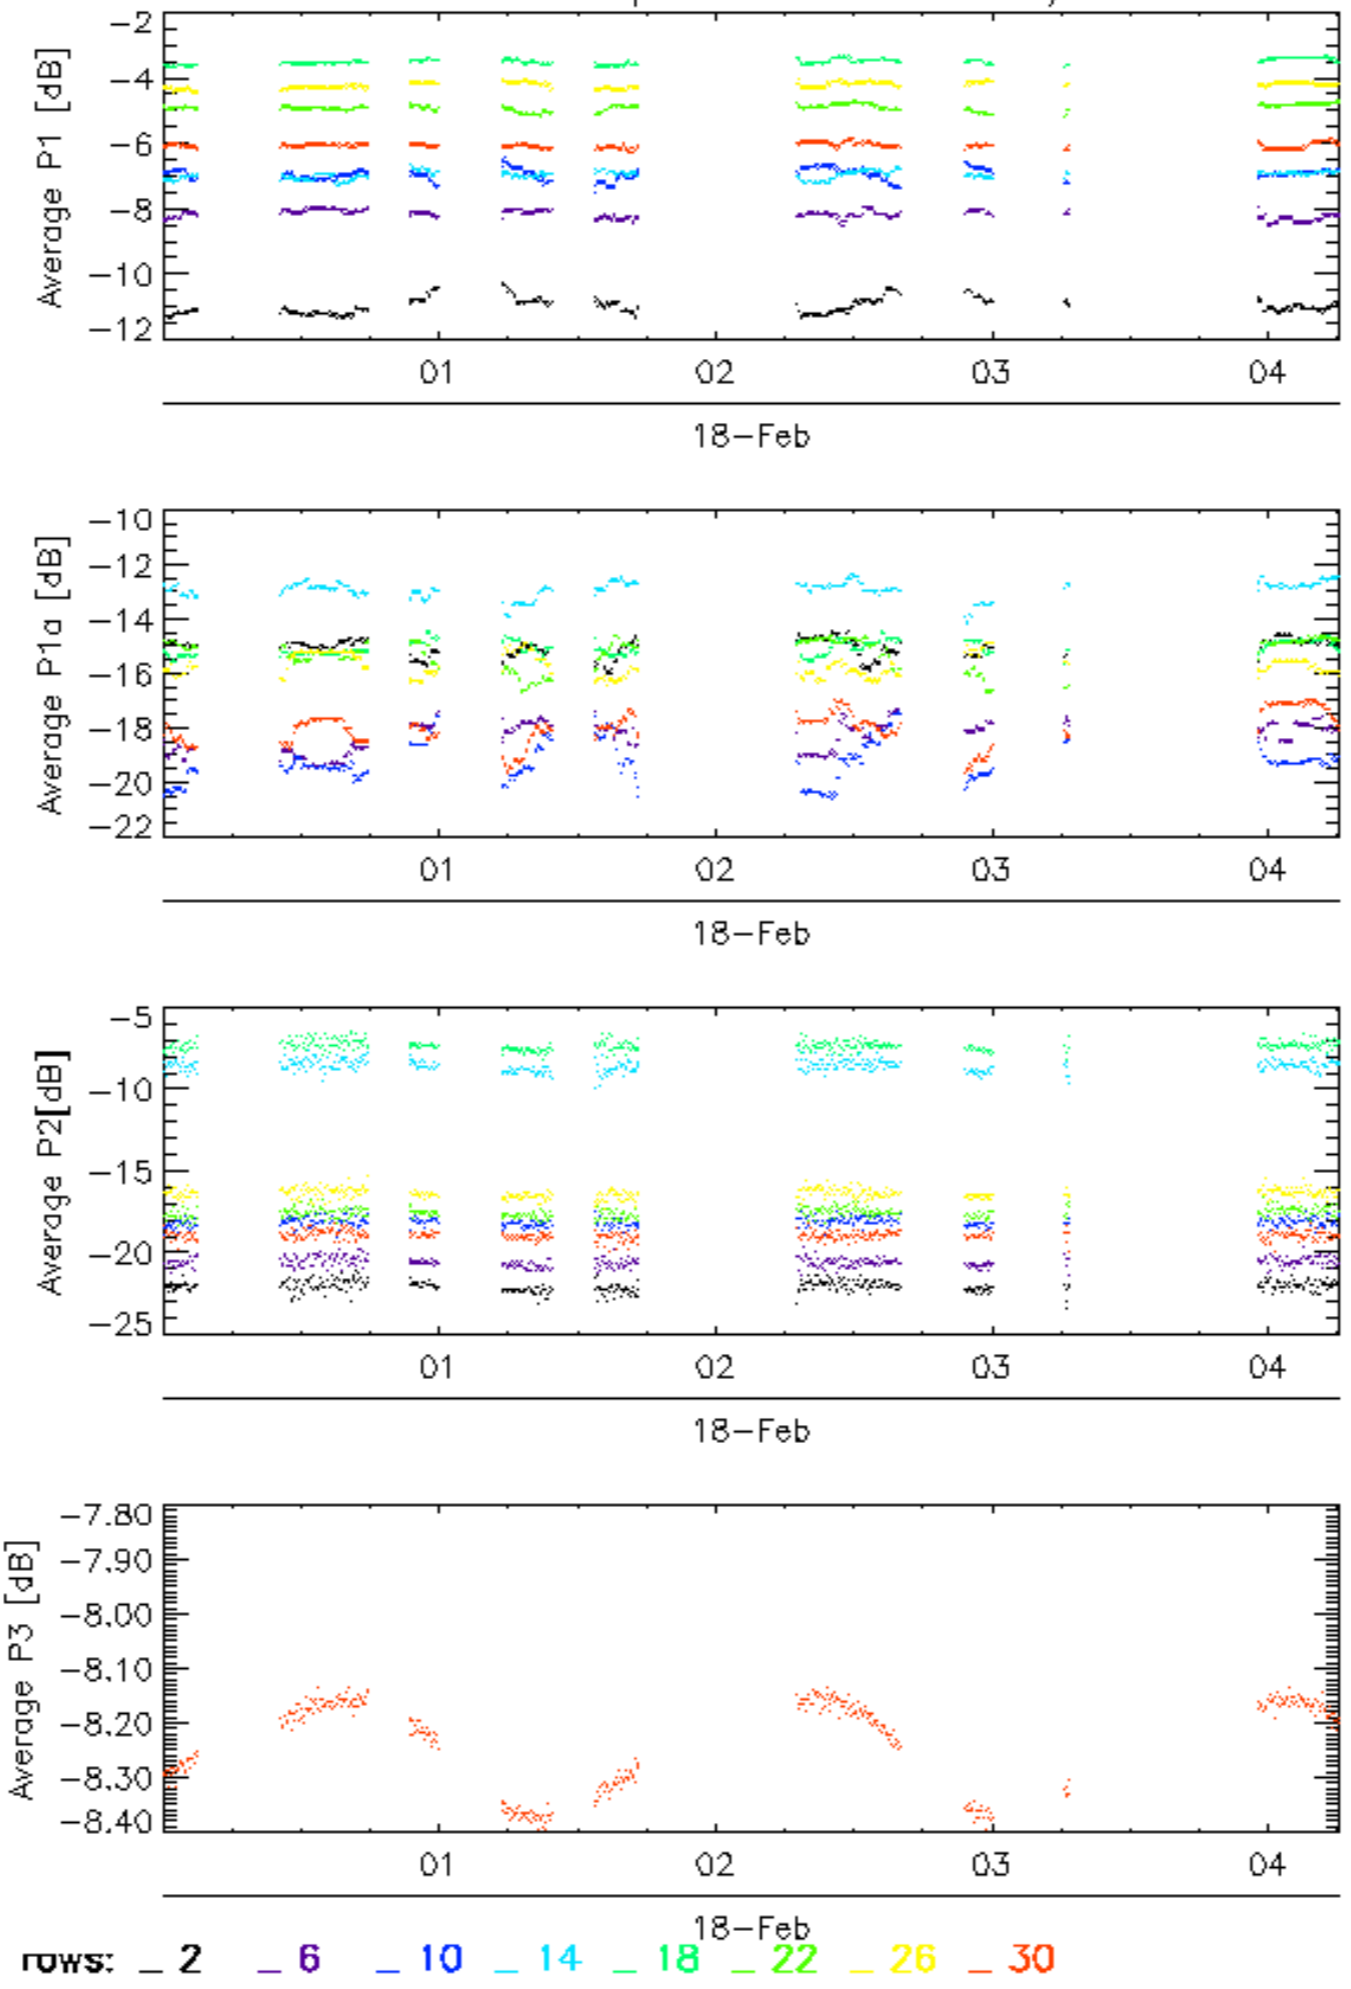 Average P1 [dB]
-2
-4
-6
-8
-10
-12
01 02 03 04
18-Feb
Average P1a [dB]
-10
-12
-14
-16
-18
-20
-22
01 02 03 04
18-Feb
Average P2[dB]
-5
-10
-15
-20
-25
01 02 03 04
18-Feb
Average P3 [dB]
-7.80
-7.90
-8.00
-8.10
-8.20
-8.30
-8.40
01 02 03 04
18-Feb
rows: _ 2 _ 6 _ 10 _ 14 _ 18 _ 22 _ 26 _ 30